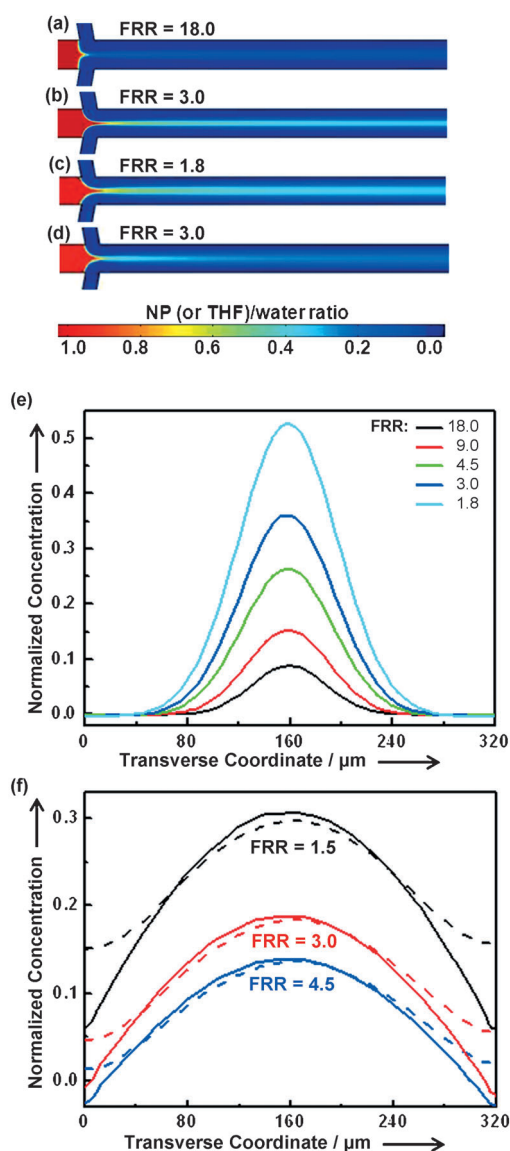 (a)
FRR = 18.0
(b)
FRR = 3.0
(c)
FRR = 1.8
(d)
FRR = 3.0
NP (or THF)/water ratio
1.0 0.8 0.6 0.4 0.2 0.0
(e)
FRR: 18.0
9.0
4.5
3.0
1.8
0.5
0.4
0.3
0.2
0.1
0.0
Normalized Concentration
0 80 160 240 320
Transverse Coordinate / µm
(f)
0.3
0.2
0.1
0.0
Normalized Concentration
FRR = 1.5
FRR = 3.0
FRR = 4.5
0 80 160 240 320
Transverse Coordinate / µm